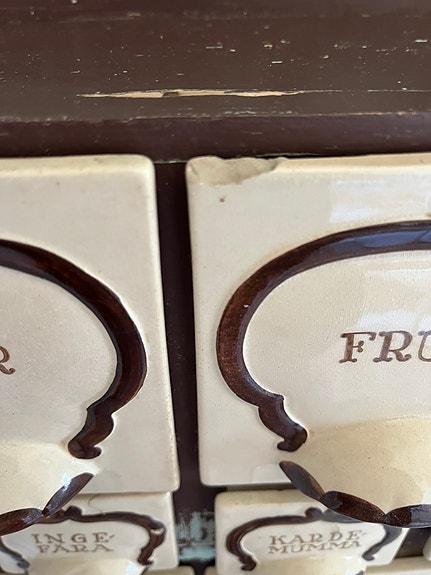 R
FRU
INGE-
FÄRA
KARDE-
MUMMA